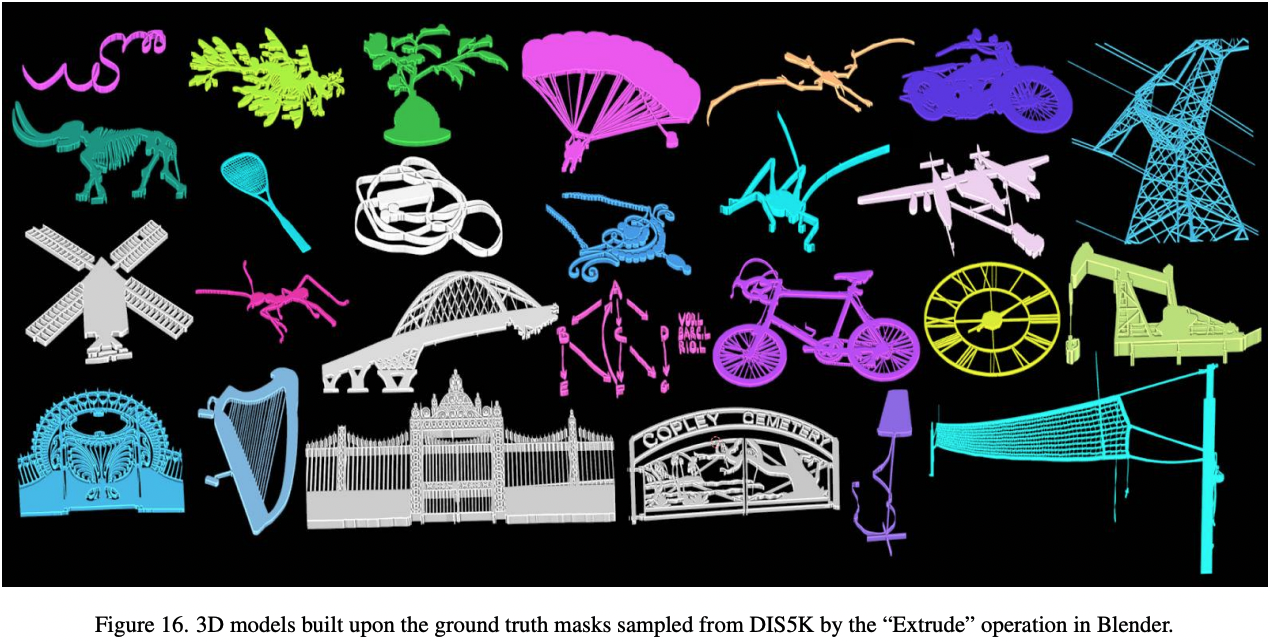 COPLEY CEMETERY
A
B C D
E F G
Figure 16. 3D models built upon the ground truth masks sampled from DIS5K by the “Extrude” operation in Blender.